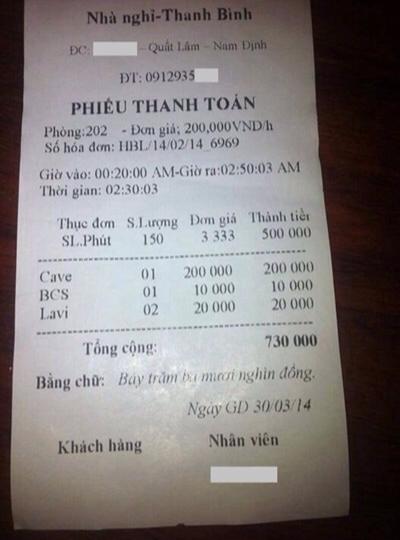 Nhà nghỉ-Thanh Bình
ĐC: – Quất Lâm – Nam Định
ĐT: 0912935
PHIẾU THANH TOÁN
Phòng:202 - Đơn giá; 200,000VND/h
Số hóa đơn: HBL/14/02/14_6969
Giờ vào: 00:20:00 AM-Giờ ra:02:50:03 AM
Thời gian: 02:30:03
Thục đơn S.Lượng Đơn giá Thành tiền
SL.Phút 150 3 333 500 000
Cave 01 200 000 200 000
BCS 01 10 000 10 000
Lavi 02 20 000 20 000
Tổng cộng: 730 000
Bằng chữ: Bảy trăm ba mươi nghìn đồng.
Ngày GD 30/03/14
Khách hàng Nhân viên